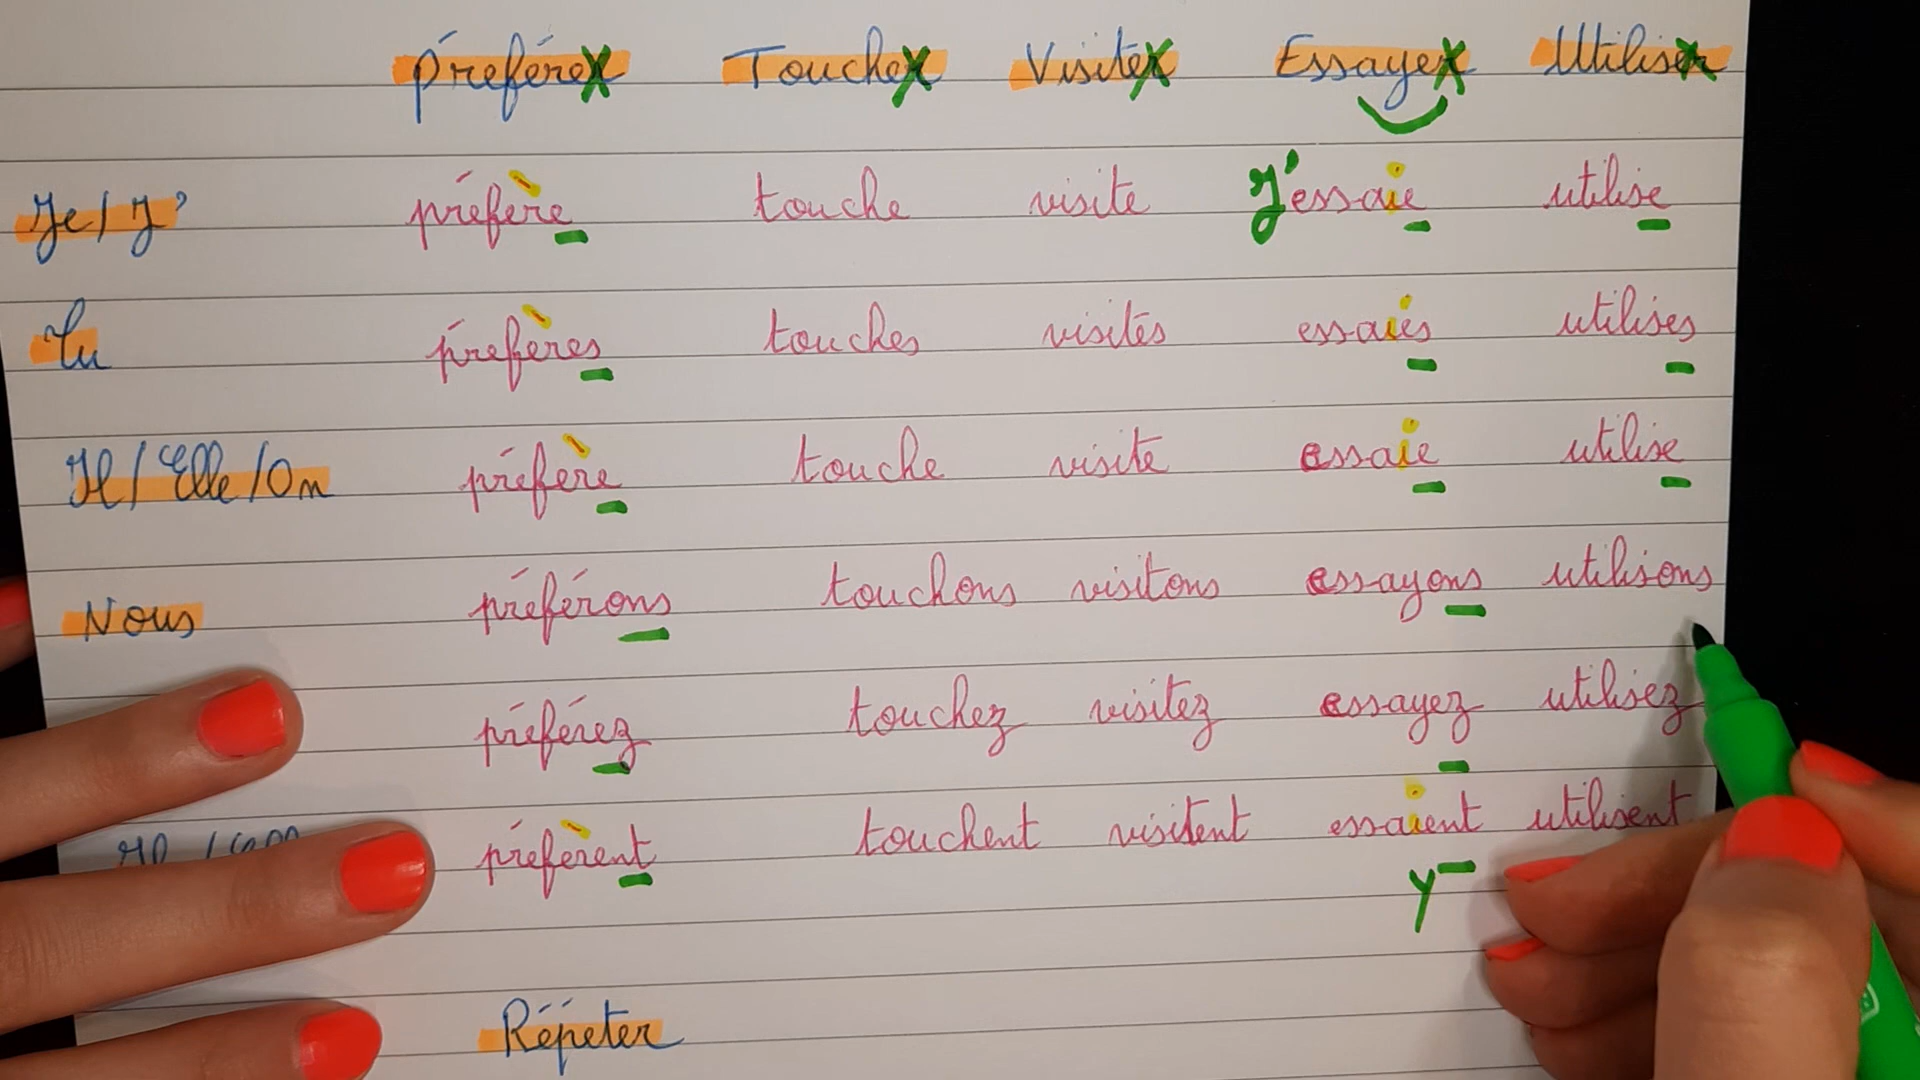 Préférer Toucher Visiter Essayer Utiliser
Je/J' préfère touche visite J'essaie utilise
Tu préfères touches visites essaies utilises
Il/Elle/On préfère touche visite essaie utilise
Nous préférons touchons visitons essayons utilisons
préférez touchez visitez essayez utilisez
préfèrent touchent visitent essaient utilisent
y
Répéter